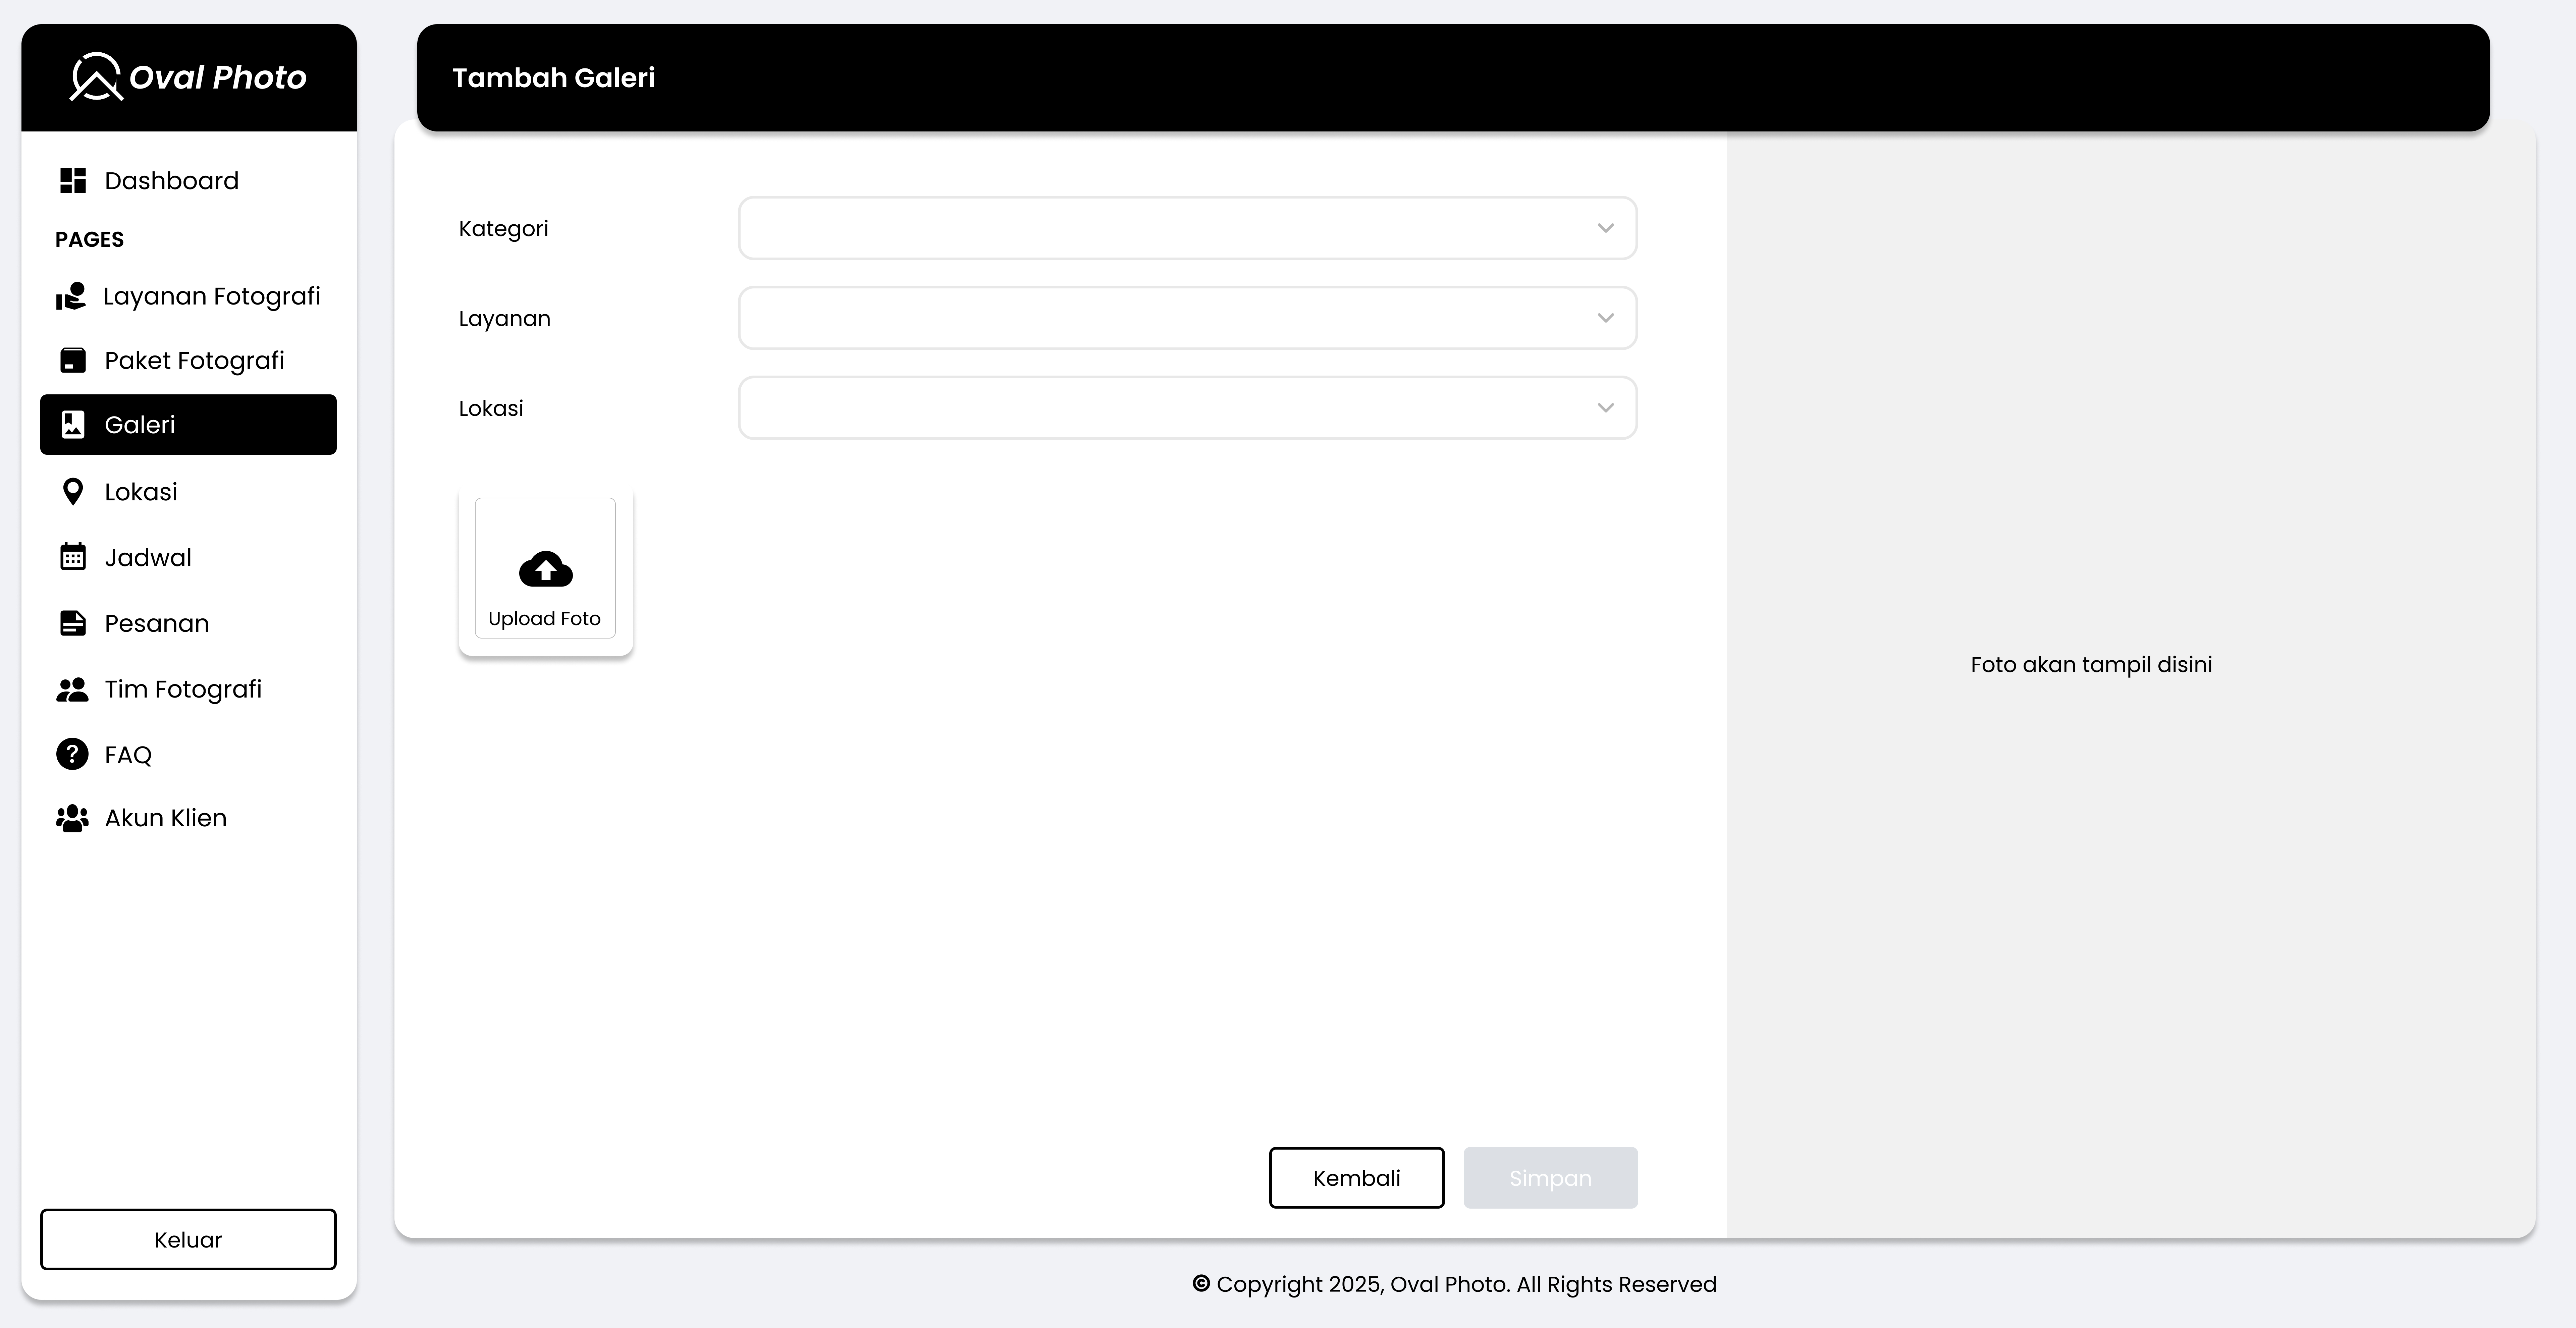 Oval Photo
Dashboard
PAGES
Layanan Fotografi
Paket Fotografi
Galeri
Lokasi
Jadwal
Pesanan
Tim Fotografi
FAQ
Akun Klien
Keluar
Tambah Galeri
Kategori
Layanan
Lokasi
Upload Foto
Kembali
Simpan
Foto akan tampil disini
© Copyright 2025, Oval Photo. All Rights Reserved